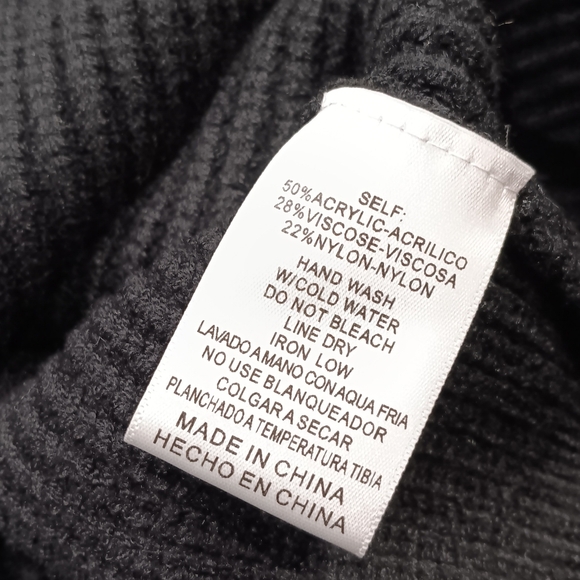 SELF:
50%ACRYLIC-ACRILICO
28%VISCOSE-VISCOSA
22%NYLON-NYLON
HAND WASH
W/COLD WATER
DO NOT BLEACH
LINE DRY
IRON LOW
LAVADO A MANO CON AQUA FRIA
NO USE BLANQUEADOR
COLGAR A SECAR
PLANCHADO A TEMPERATURA TIBIA
MADE IN CHINA
HECHO EN CHINA